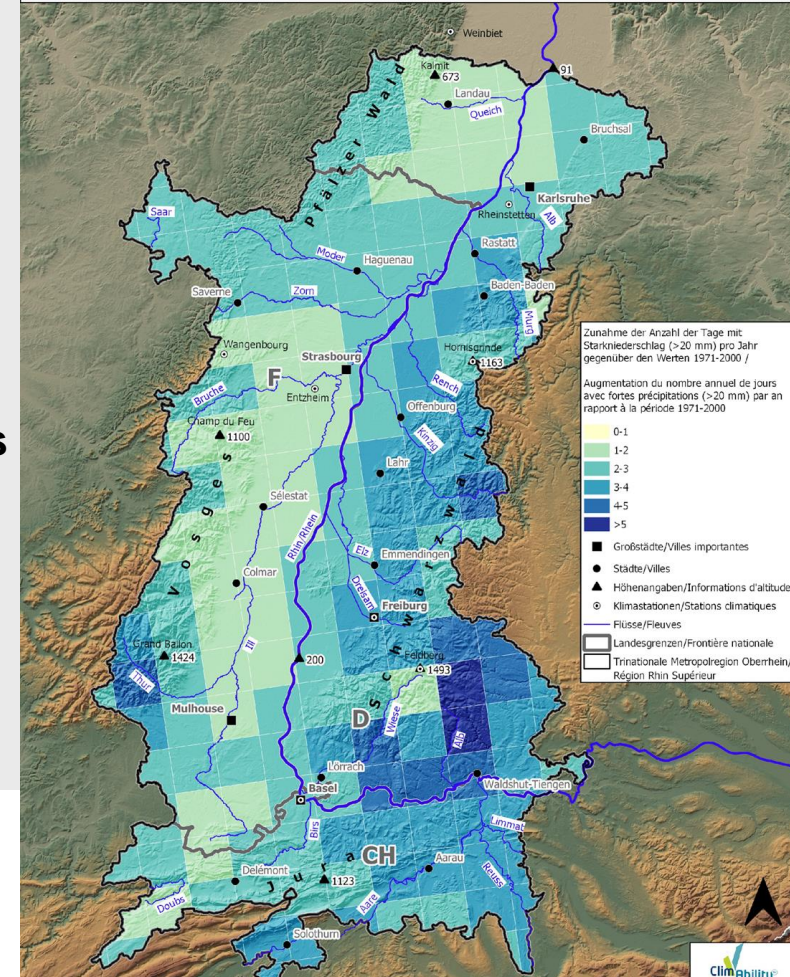 Weinbiet
Kalmit
673
91
Landau
Queich
Bruchsal
Pfälzer Wald
Karlsruhe
Saar
Rheinstetten
Alb
Moder
Haguenau
Rastatt
Zorn
Saverne
Baden-Baden
Murg
Wangenbourg
Strasbourg
Hornisgrinde
1163
F
Bruche
Entzheim
Rench
Champ du Feu
1100
Offenburg
Kinzig
s
Lahr
Vosges
Sélestat
Rhin/Rhein
Schwarzwald
Elz
Emmendingen
Colmar
Dreisam
Freiburg
Ill
Grand Ballon
1424
200
Feldberg
1493
Thur
Mulhouse
D
Wiese
Alb
Lörrach
Basel
Waldshut-Tiengen
Birs
Limmat
Jura
CH
Delémont
Aarau
1123
Reuss
Doubs
Aare
Solothurn
Zunahme der Anzahl der Tage mit
Starkniederschlag (>20 mm) pro Jahr
gegenüber den Werten 1971-2000 /
Augmentation du nombre annuel de jours
avec fortes précipitations (>20 mm) par an
rapport à la période 1971-2000
0-1
1-2
2-3
3-4
4-5
>5
Großstädte/Villes importantes
Städte/Villes
Höhenangaben/Informations d'altitude
Klimastationen/Stations climatiques
Flüsse/Fleuves
Landesgrenzen/Frontière nationale
Trinationale Metropolregion Oberrhein/
Région Rhin Supérieur
ClimAbility